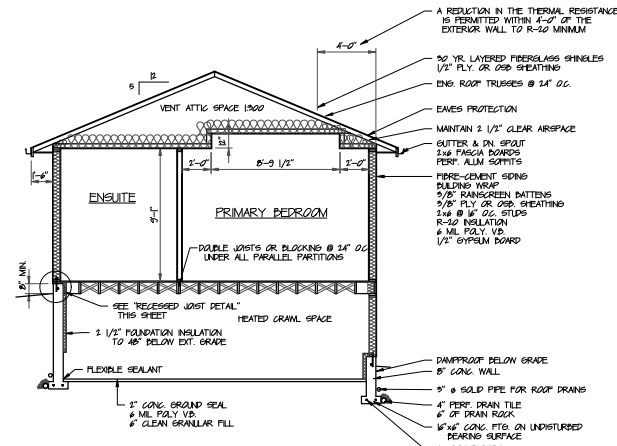 A REDUCTION IN THE THERMAL RESISTANCE
IS PERMITTED WITHIN 4'-0" OF THE
EXTERIOR WALL TO R-20 MINIMUM
4'-0"
30 YR. LAYERED FIBERGLASS SHINGLES
1/2" PLY. OR OSB SHEATHING
12
5
ENG. ROOF TRUSSES @ 24" O.C.
VENT ATTIC SPACE 1:300
EAVES PROTECTION
MAINTAIN 2 1/2" CLEAR AIRSPACE
GUTTER & DN. SPOUT
2x6 FASCIA BOARDS
PERF. ALUM SOFFITS
2'-0"
8'-9 1/2"
2'-0"
1'-6"
FIBRE-CEMENT SIDING
BUILDING WRAP
3/8" RAINSCREEN BATTENS
3/8" PLY OR OSB. SHEATHING
2x6 @ 16" O.C. STUDS
R-20 INSULATION
6 MIL POLY. V.B.
1/2" GYPSUM BOARD
ENSUITE
9'-1"
PRIMARY BEDROOM
DOUBLE JOISTS OR BLOCKING @ 24" O.C
UNDER ALL PARALLEL PARTITIONS
8" MIN.
SEE "RECESSED JOIST DETAIL"
THIS SHEET
HEATED CRAWL SPACE
2 1/2" FOUNDATION INSULATION
TO 48" BELOW EXT. GRADE
FLEXIBLE SEALANT
DAMPPROOF BELOW GRADE
8" CONC. WALL
3" ø SOLID PIPE FOR ROOF DRAINS
2" CONC. GROUND SEAL
6 MIL POLY V.B.
6" CLEAN GRANULAR FILL
4" PERF. DRAIN TILE
6" OF DRAIN ROCK
16"x6" CONC. FTG. ON UNDISTURBED
BEARING SURFACE